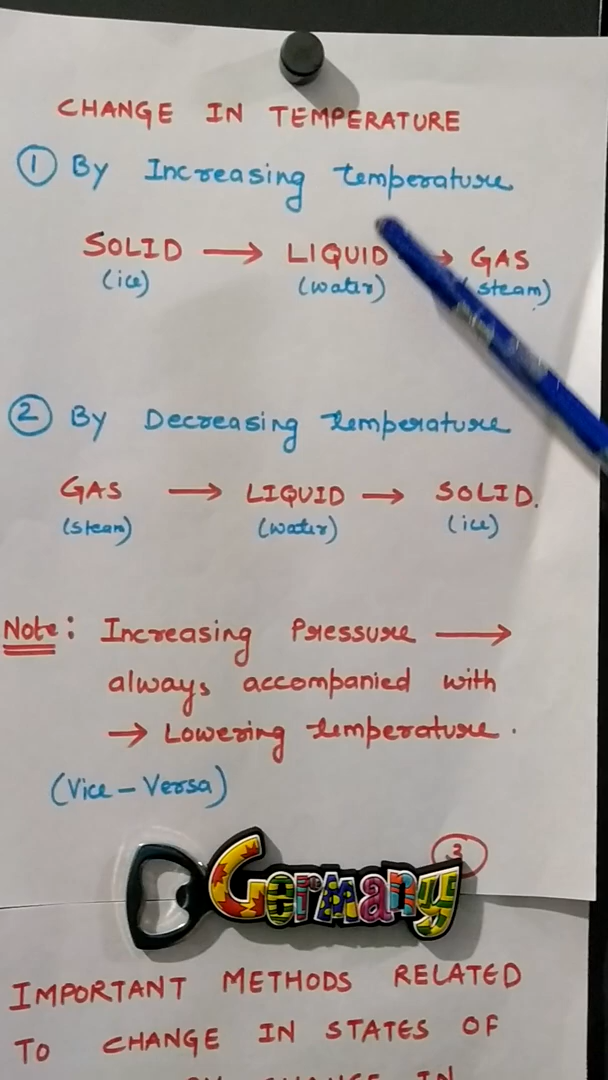 CHANGE IN TEMPERATURE
① By Increasing temperature
SOLID → LIQUID → GAS
(ice) (water) (steam)
② By Decreasing temperature
GAS → LIQUID → SOLID.
(steam) (water) (ice)
Note: Increasing Pressure →
always accompanied with
→ Lowering temperature.
(Vice - Versa)
3
Germany
IMPORTANT METHODS RELATED
TO CHANGE IN STATES OF
CHANGE IN